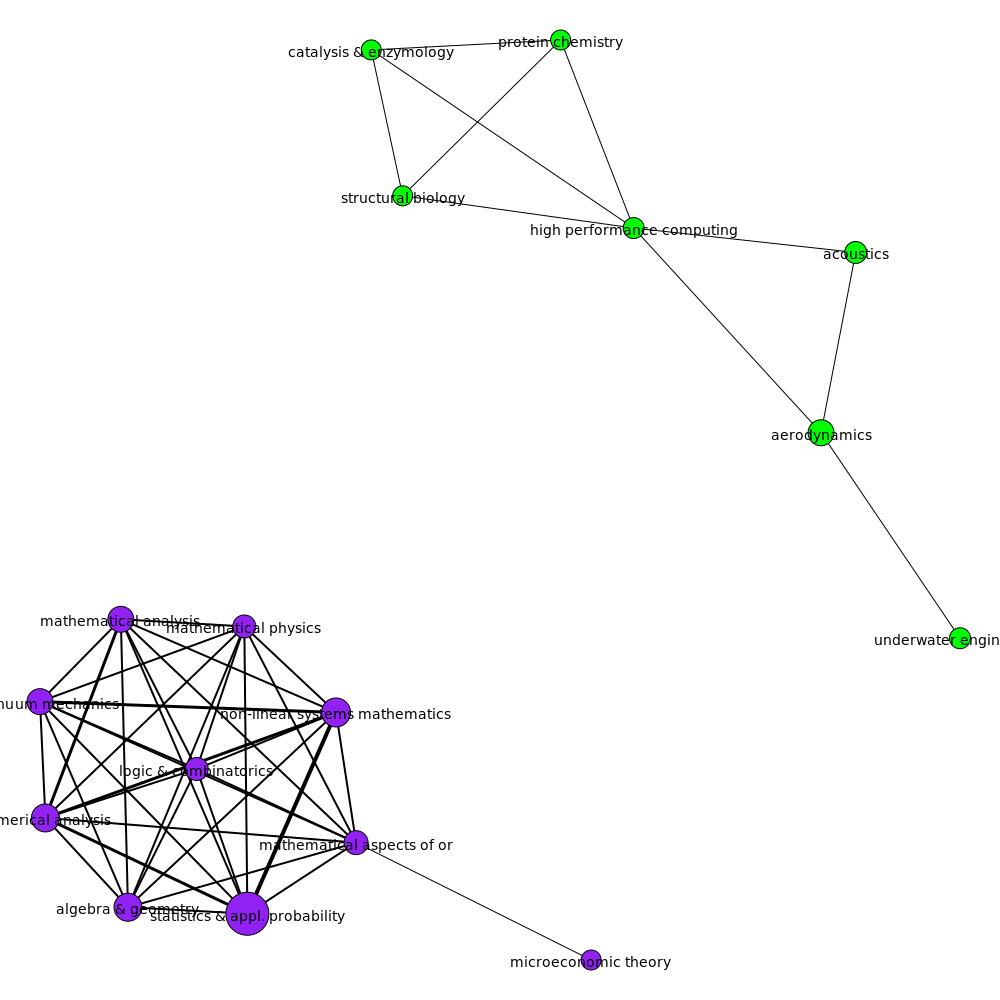 protein chemistry
catalysis & enzymology
structural biology
high performance computing
acoustics
aerodynamics
underwater engin
mathematical analysis
mathematical physics
nuum mechanics
non-linear systems mathematics
logic & combinatorics
merical analysis
mathematical aspects of or
algebra & geometry
statistics & appl. probability
microeconomic theory